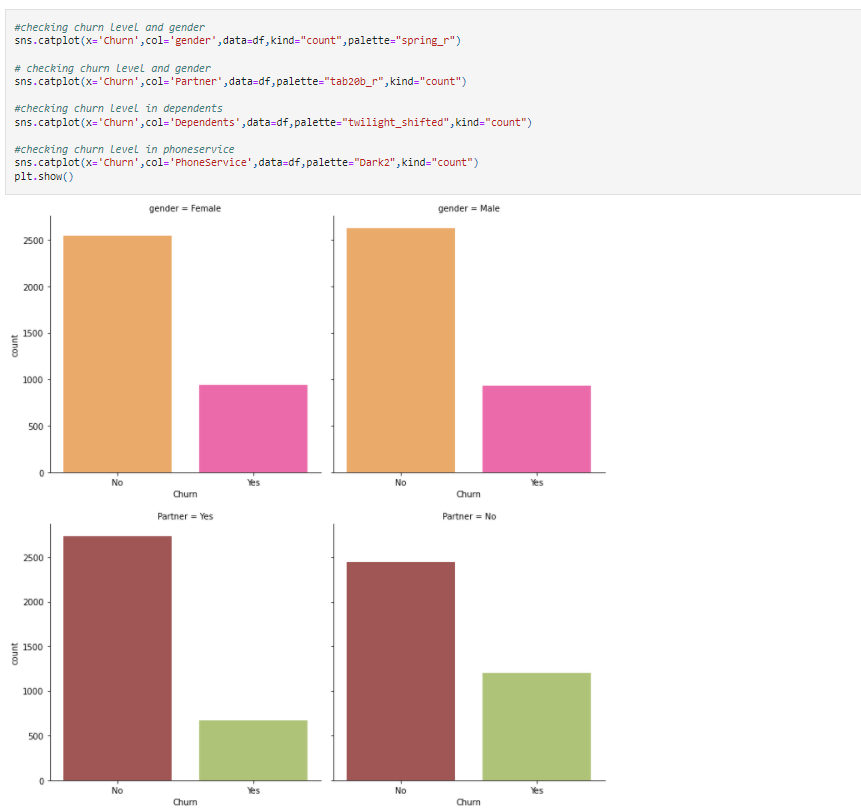 #checking churn level and gender
sns.catplot(x='Churn',col='gender',data=df,kind="count",palette="spring_r")
# checking churn Level and gender
sns.catplot(x='Churn',col='Partner',data=df,palette="tab20b_r",kind="count")
#checking churn level in dependents
sns.catplot(x='Churn',col='Dependents',data=df,palette="twilight_shifted",kind="count")
#checking churn level in phoneservice
sns.catplot(x='Churn',col='PhoneService',data=df,palette="Dark2",kind="count")
plt.show()
gender = Female gender = Male
2500
2000
1500
1000
500
0
count
No Yes No Yes
Churn Churn
Partner = Yes Partner = No
2500
2000
1500
1000
500
0
count
No Yes No Yes
Churn Churn